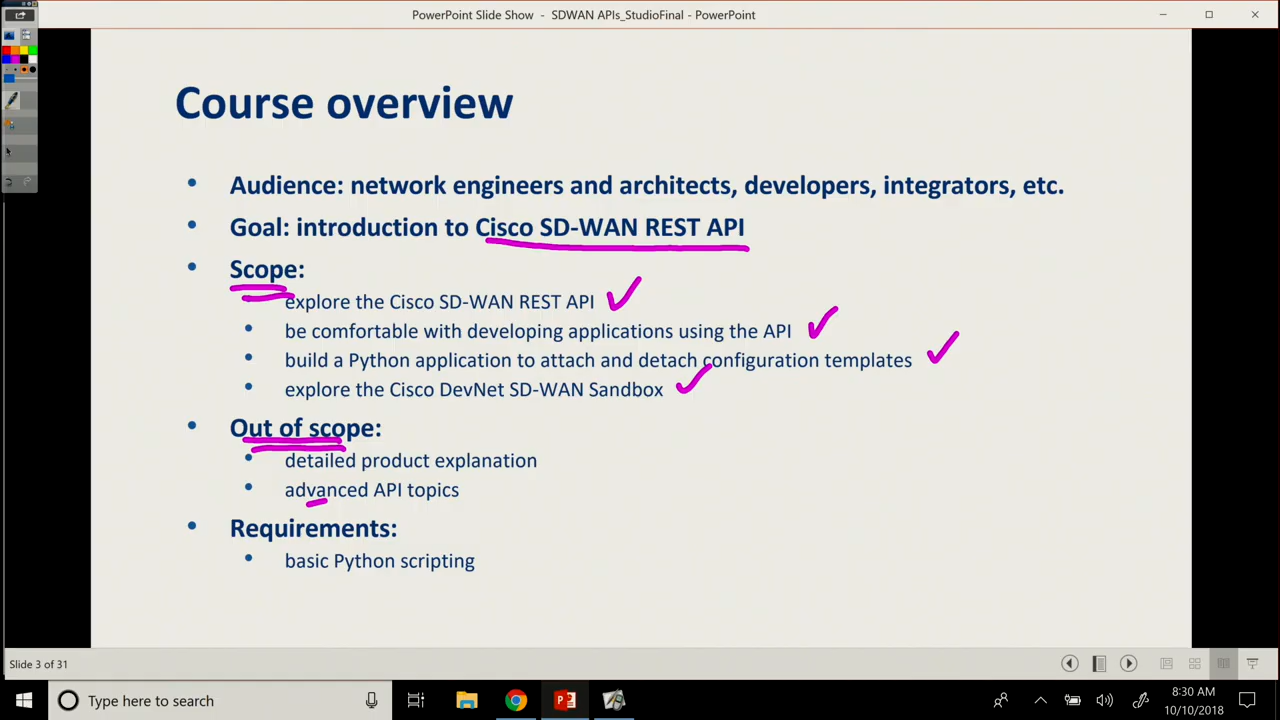 PowerPoint Slide Show - SDWAN APIs_StudioFinal - PowerPoint
Course overview
• Audience: network engineers and architects, developers, integrators, etc.
• Goal: introduction to Cisco SD-WAN REST API
• Scope:
explore the Cisco SD-WAN REST API
• be comfortable with developing applications using the API
• build a Python application to attach and detach configuration templates
• explore the Cisco DevNet SD-WAN Sandbox
• Out of scope:
• detailed product explanation
• advanced API topics
• Requirements:
• basic Python scripting
Slide 3 of 31
Type here to search
8:30 AM
10/10/2018